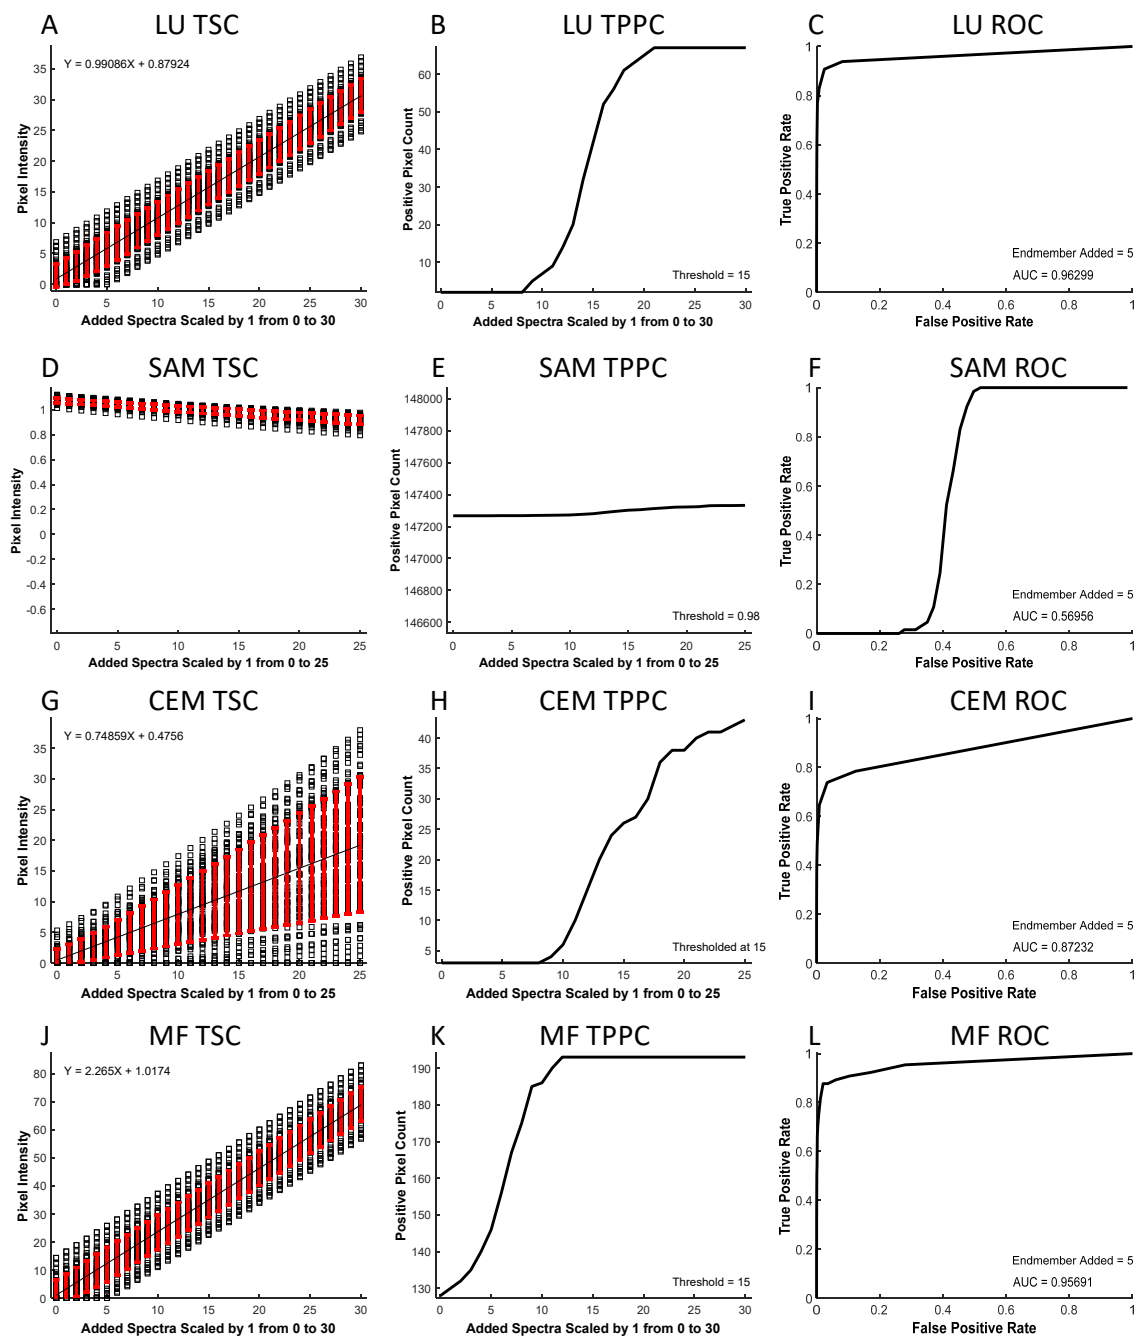 A LU TSC
Y = 0.99086X + 0.87924
Pixel Intensity
35
30
25
20
15
10
5
0
0 5 10 15 20 25 30
Added Spectra Scaled by 1 from 0 to 30
B LU TPPC
Positive Pixel Count
60
50
40
30
20
10
Threshold = 15
0 5 10 15 20 25 30
Added Spectra Scaled by 1 from 0 to 30
C LU ROC
True Positive Rate
1
0.8
0.6
0.4
0.2
0
Endmember Added = 5
AUC = 0.96299
0 0.2 0.4 0.6 0.8 1
False Positive Rate
D SAM TSC
Pixel Intensity
1
0.8
0.6
0.4
0.2
0
-0.2
-0.4
-0.6
0 5 10 15 20 25
Added Spectra Scaled by 1 from 0 to 25
E SAM TPPC
Positive Pixel Count
148000
147800
147600
147400
147200
147000
146800
146600
Threshold = 0.98
0 5 10 15 20 25
Added Spectra Scaled by 1 from 0 to 25
F SAM ROC
True Positive Rate
1
0.8
0.6
0.4
0.2
0
Endmember Added = 5
AUC = 0.56956
0 0.2 0.4 0.6 0.8 1
False Positive Rate
G CEM TSC
Y = 0.74859X + 0.4756
Pixel Intensity
35
30
25
20
15
10
5
0
0 5 10 15 20 25
Added Spectra Scaled by 1 from 0 to 25
H CEM TPPC
Positive Pixel Count
40
35
30
25
20
15
10
5
Thresholded at 15
0 5 10 15 20 25
Added Spectra Scaled by 1 from 0 to 25
I CEM ROC
True Positive Rate
1
0.8
0.6
0.4
0.2
0
Endmember Added = 5
AUC = 0.87232
0 0.2 0.4 0.6 0.8 1
False Positive Rate
J MF TSC
Y = 2.265X + 1.0174
Pixel Intensity
80
70
60
50
40
30
20
10
0
0 5 10 15 20 25 30
Added Spectra Scaled by 1 from 0 to 30
K MF TPPC
Positive Pixel Count
190
180
170
160
150
140
130
Threshold = 15
0 5 10 15 20 25 30
Added Spectra Scaled by 1 from 0 to 30
L MF ROC
True Positive Rate
1
0.8
0.6
0.4
0.2
0
Endmember Added = 5
AUC = 0.95691
0 0.2 0.4 0.6 0.8 1
False Positive Rate